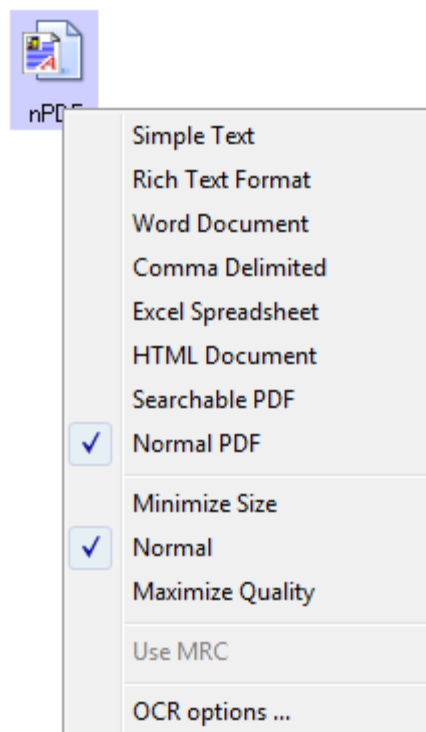 nPDF
Simple Text
Rich Text Format
Word Document
Comma Delimited
Excel Spreadsheet
HTML Document
Searchable PDF
Normal PDF
Minimize Size
Normal
Maximize Quality
Use MRC
OCR options ...